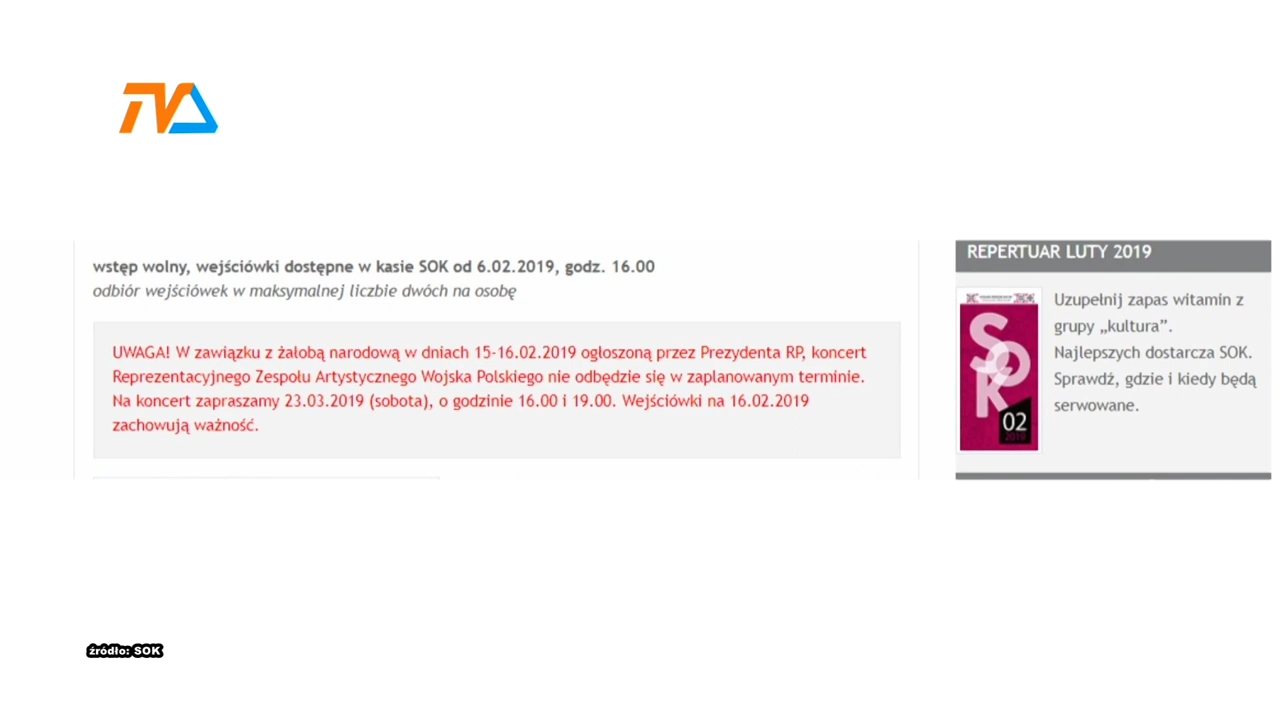 TVA
wstęp wolny, wejściówki dostępne w kasie SOK od 6.02.2019, godz. 16.00
odbiór wejściówek w maksymalnej liczbie dwóch na osobę
UWAGA! W zawiązku z żałobą narodową w dniach 15-16.02.2019 ogłoszoną przez Prezydenta RP, koncert
Reprezentacyjnego Zespołu Artystycznego Wojska Polskiego nie odbędzie się w zaplanowanym terminie.
Na koncert zapraszamy 23.03.2019 (sobota), o godzinie 16.00 i 19.00. Wejściówki na 16.02.2019
zachowują ważność.
REPERTUAR LUTY 2019
SOK
02
2019
Uzupełnij zapas witamin z
grupy „kultura”.
Najlepszych dostarcza SOK.
Sprawdź, gdzie i kiedy będą
serwowane.
źródło: SOK